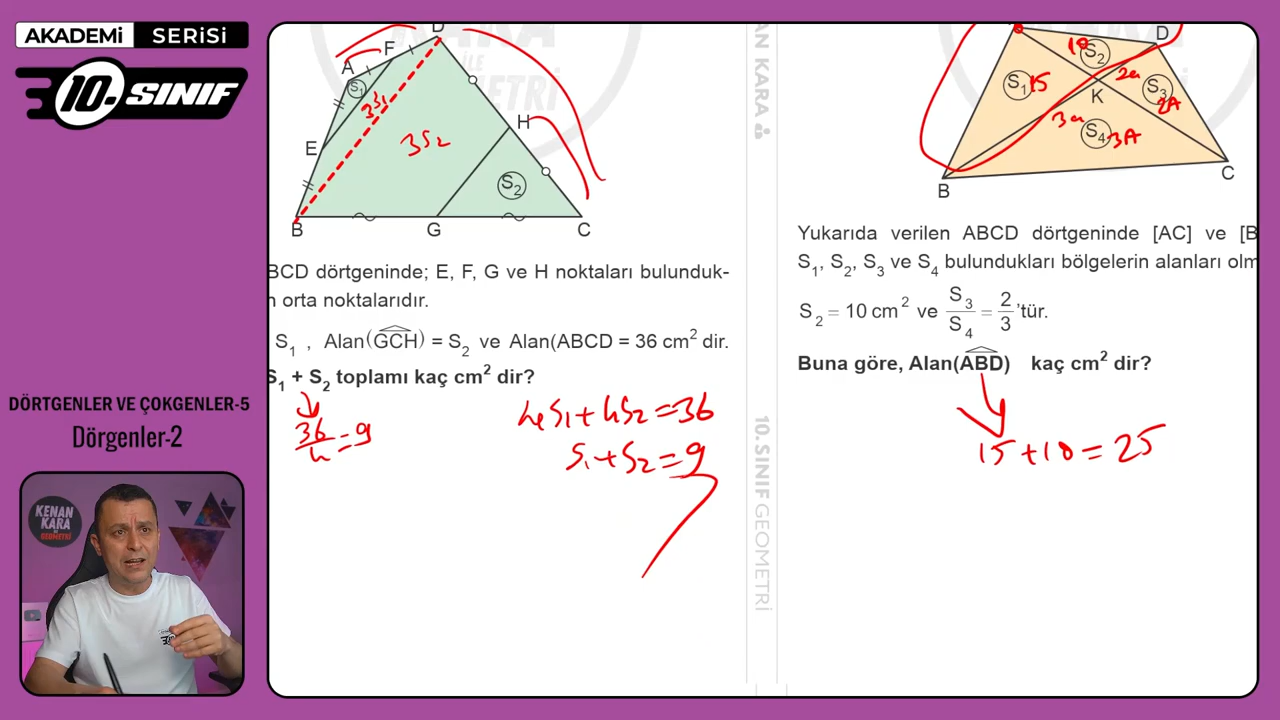 AKADEMİ SERİSİ
10. SINIF
DÖRTGENLER VE ÇOKGENLER-5
Dörgenler-2
KENAN
KARA
GEOMETRİ
İLE
D
F
A
S1
3S1
E
3S2
H
S2
B
G
C
BCD dörtgeninde; E, F, G ve H noktaları bulunduk-
n orta noktalarıdır.
S1 , Alan(GCH) = S2 ve Alan(ABCD = 36 cm2 dir.
S1 + S2 toplamı kaç cm2 dir?
36/4 = 9
4S1 + 4S2 = 36
S1 + S2 = 9
AN KARA
10. SINIF GEOMETRİ
D
10 S2
S1 15
2a
K
S3
2A
3a
S4 3A
B
C
Yukarıda verilen ABCD dörtgeninde [AC] ve [B
S1, S2, S3 ve S4 bulundukları bölgelerin alanları olm
S2 = 10 cm2 ve S3/S4 = 2/3 'tür.
Buna göre, Alan(ABD) kaç cm2 dir?
15 + 10 = 25